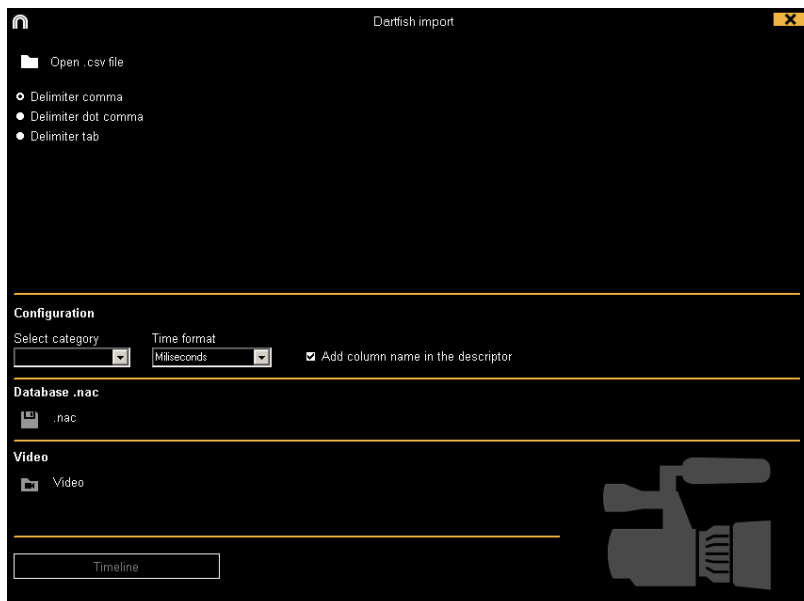 Dartfish import
Open .csv file
Delimiter comma
Delimiter dot comma
Delimiter tab
Configuration
Select category Time format
Miliseconds Add column name in the descriptor
Database .nac
.nac
Video
Video
Timeline